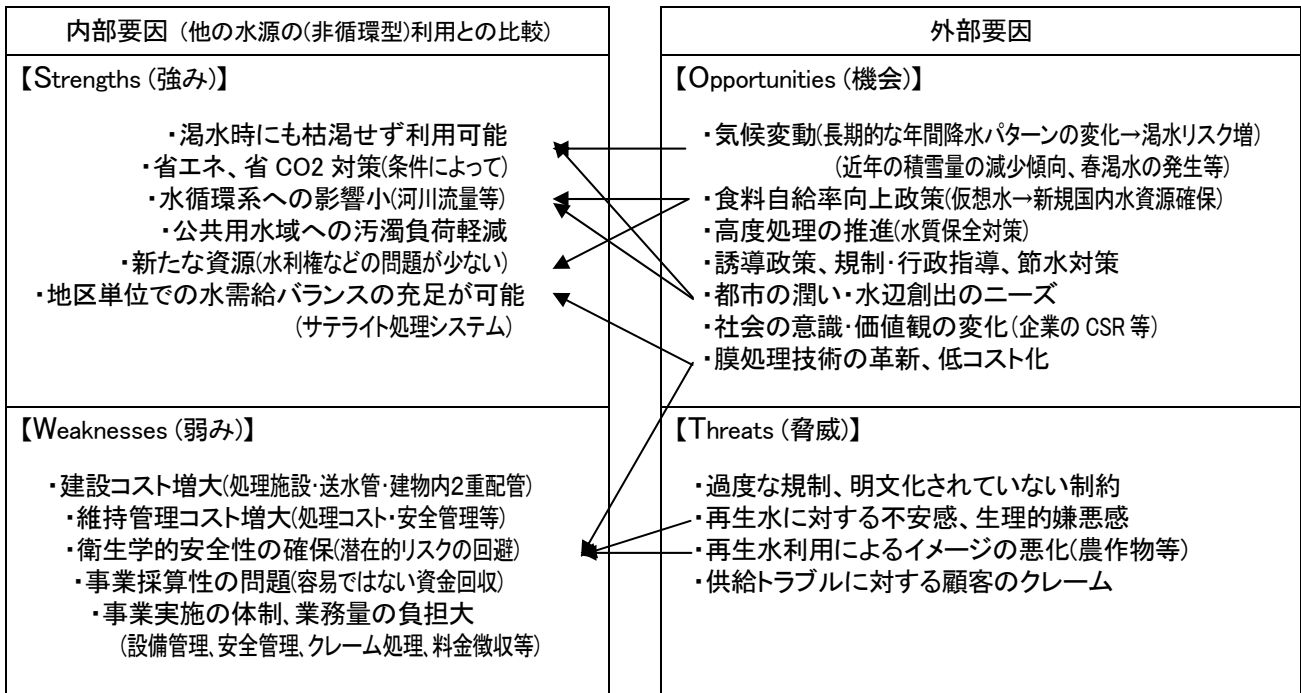 内部要因 (他の水源の(非循環型)利用との比較)
【Strengths (強み)】
・渇水時にも枯渇せず利用可能
・省エネ、省 CO2 対策(条件によって)
・水循環系への影響小(河川流量等)
・公共用水域への汚濁負荷軽減
・新たな資源(水利権などの問題が少ない)
・地区単位での水需給バランスの充足が可能
(サテライト処理システム)
【Weaknesses (弱み)】
・建設コスト増大(処理施設・送水管・建物内2重配管)
・維持管理コスト増大(処理コスト・安全管理等)
・衛生学的安全性の確保(潜在的リスクの回避)
・事業採算性の問題(容易ではない資金回収)
・事業実施の体制、業務量の負担大
(設備管理、安全管理、クレーム処理、料金徴収等)
外部要因
【Opportunities (機会)】
・気候変動(長期的な年間降水パターンの変化→渇水リスク増)
(近年の積雪量の減少傾向、春渇水の発生等)
・食料自給率向上政策(仮想水→新規国内水資源確保)
・高度処理の推進(水質保全対策)
・誘導政策、規制・行政指導、節水対策
・都市の潤い・水辺創出のニーズ
・社会の意識・価値観の変化(企業の CSR 等)
・膜処理技術の革新、低コスト化
【Threats (脅威)】
・過度な規制、明文化されていない制約
・再生水に対する不安感、生理的嫌悪感
・再生水利用によるイメージの悪化(農作物等)
・供給トラブルに対する顧客のクレーム